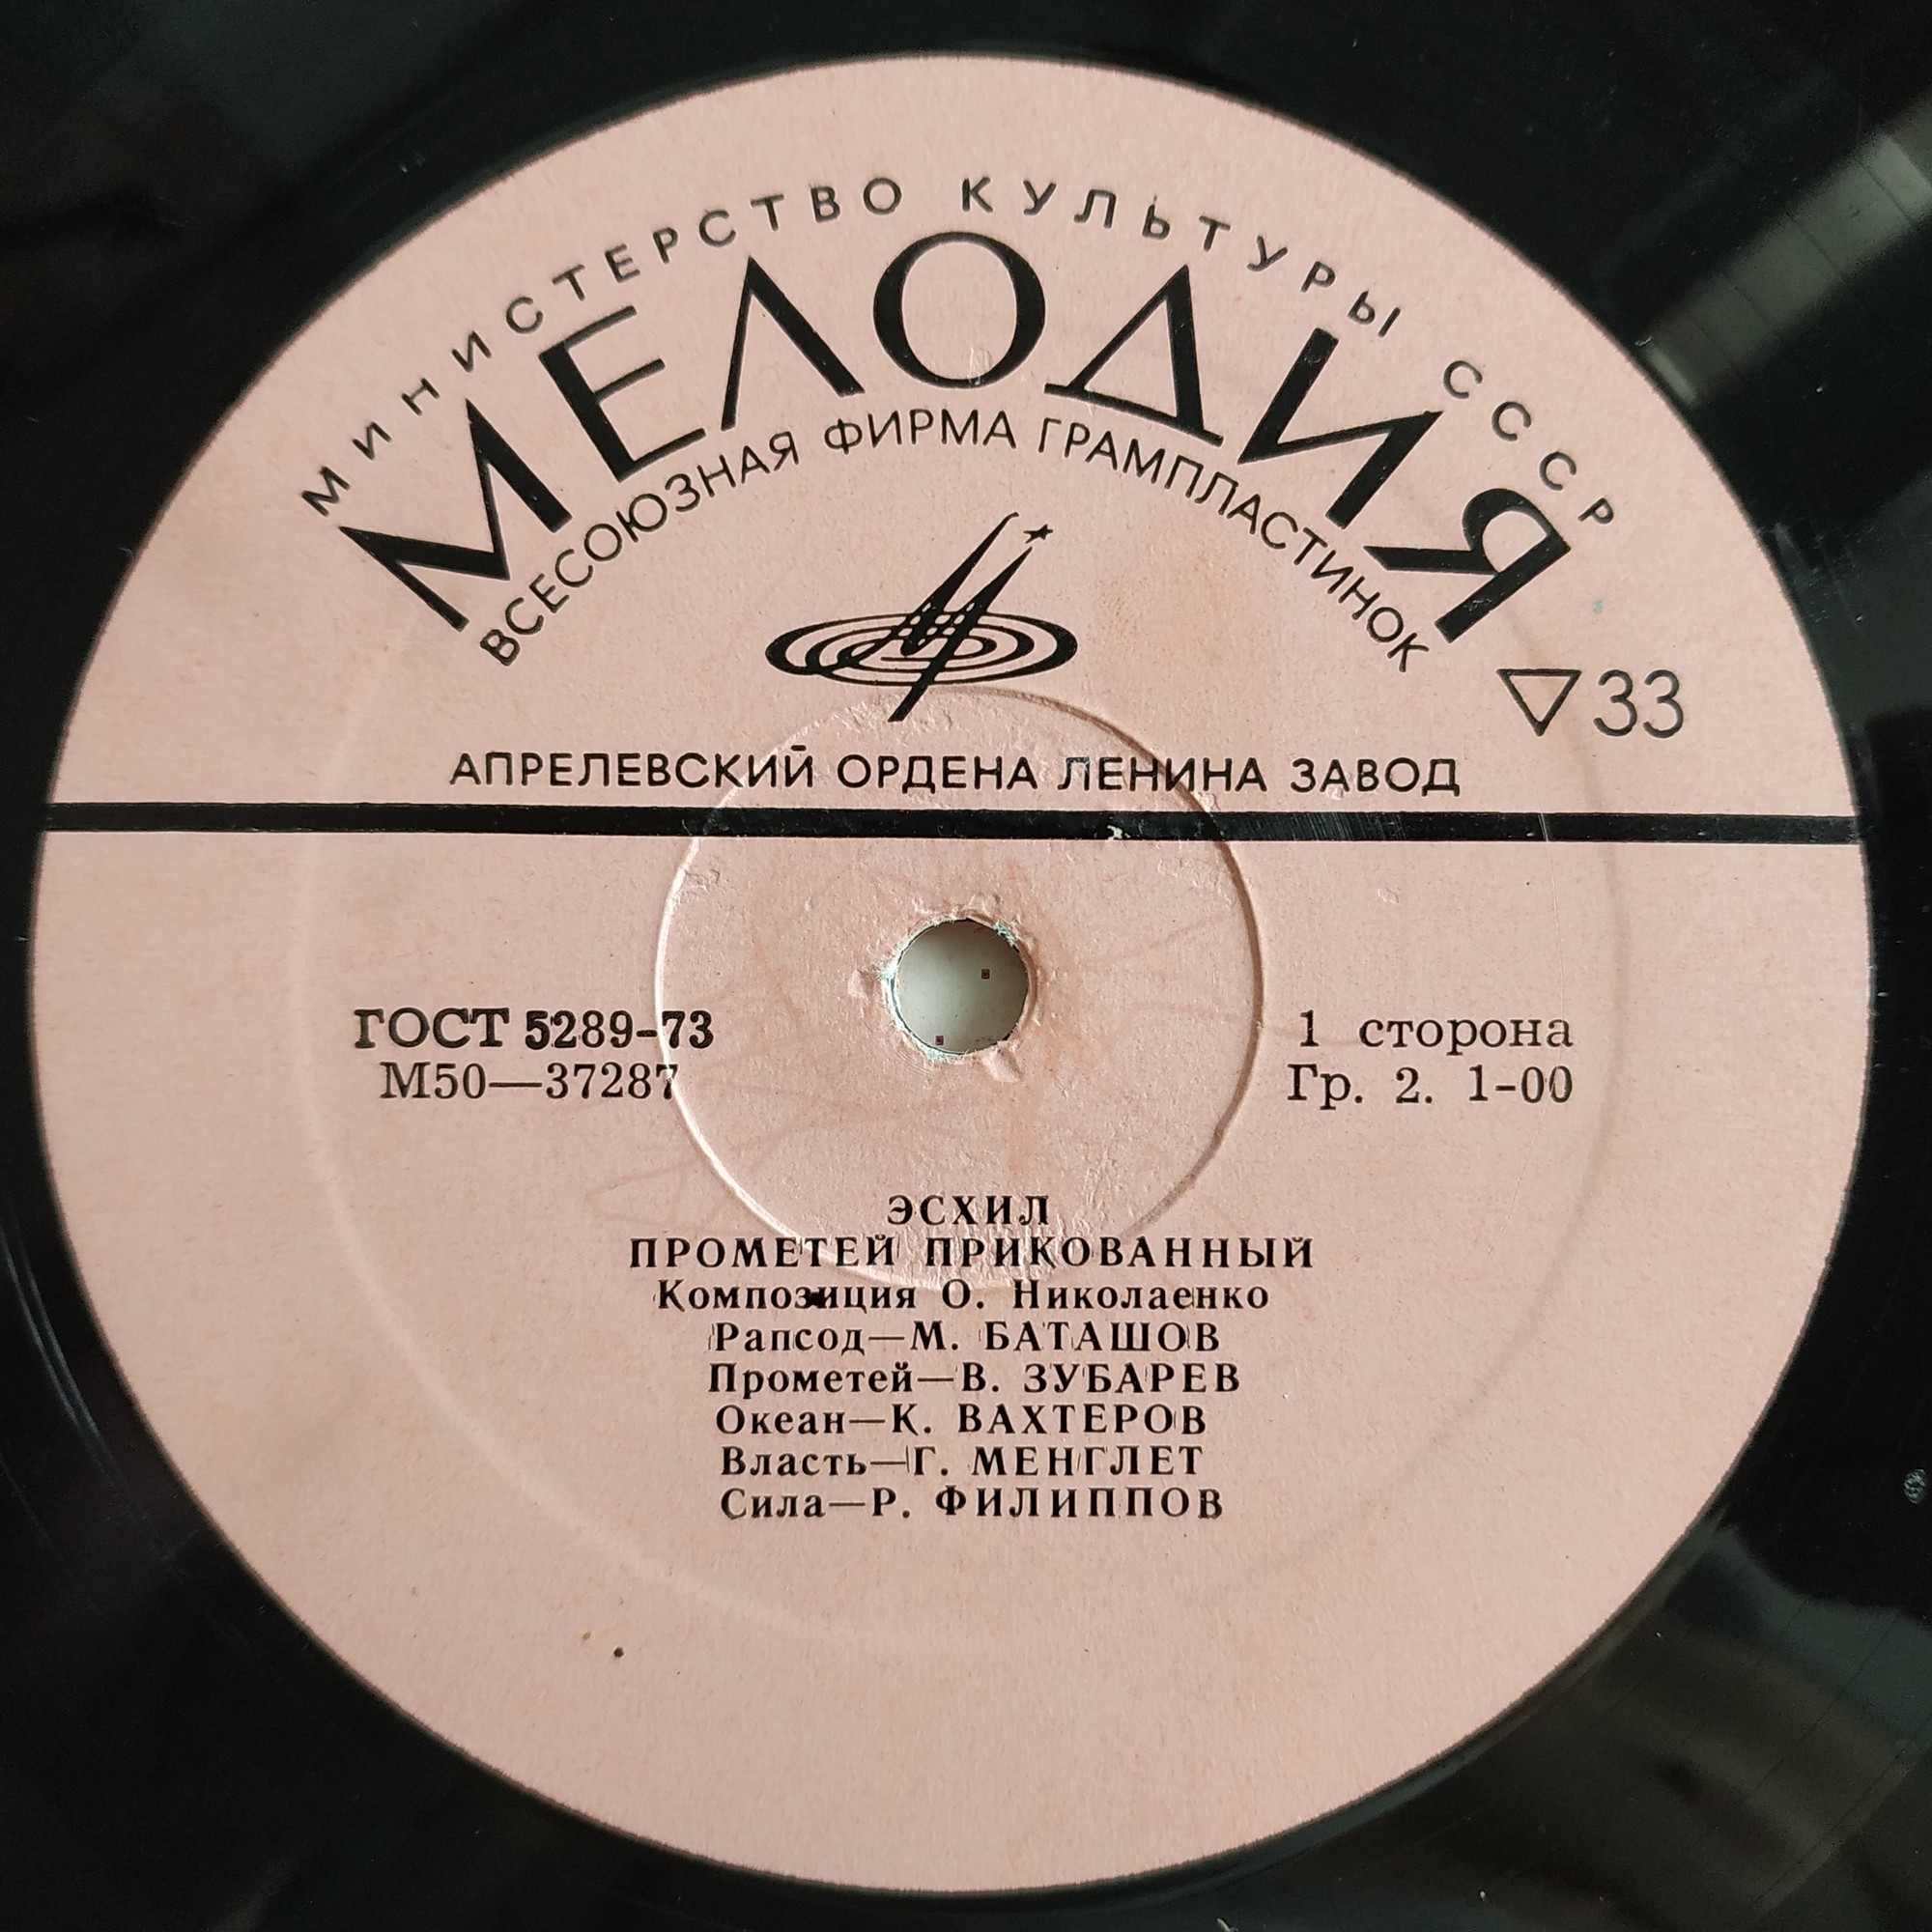 МИНИСТЕРСТВО КУЛЬТУРЫ СССР
МЕЛОДИЯ
ВСЕСОЮЗНАЯ ФИРМА ГРАМПЛАСТИНОК
33
АПРЕЛЕВСКИЙ ОРДЕНА ЛЕНИНА ЗАВОД
ГОСТ 5289-73
М50—37287
1 сторона
Гр. 2. 1-00
ЭСХИЛ
ПРОМЕТЕЙ ПРИКОВАННЫЙ
Композиция О. Николаенко
Рапсод—М. БАТАШОВ
Прометей—В. ЗУБАРЕВ
Океан—К. ВАХТЕРОВ
Власть—Г. МЕНГЛЕТ
Сила—Р. ФИЛИППОВ